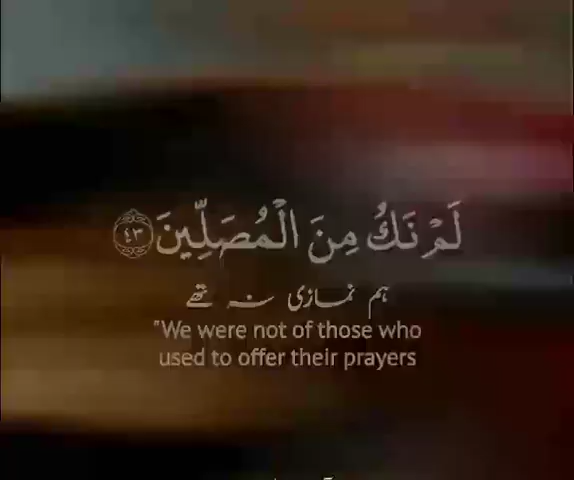 لَمْ نَكُ مِنَ الْمُصَلِّينَ ٤٣
ہم نمازی نہ تھے
"We were not of those who
used to offer their prayers